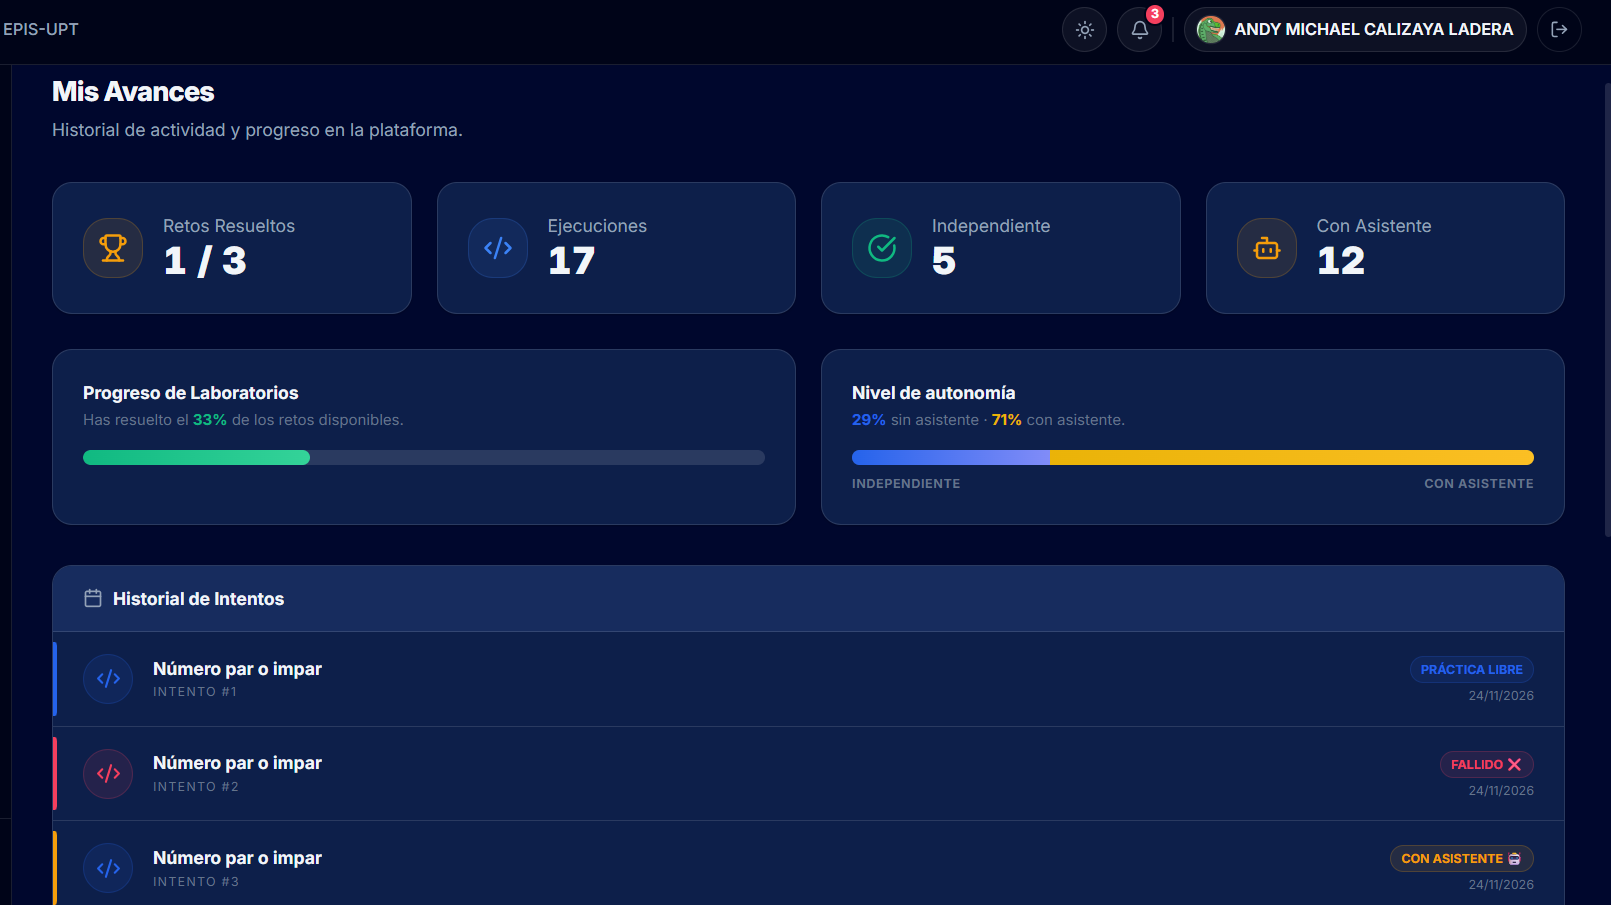 EPIS-UPT
3
ANDY MICHAEL CALIZAYA LADERA
Mis Avances
Historial de actividad y progreso en la plataforma.
Retos Resueltos
1 / 3
Ejecuciones
17
Independiente
5
Con Asistente
12
Progreso de Laboratorios
Has resuelto el 33% de los retos disponibles.
Nivel de autonomía
29% sin asistente · 71% con asistente.
INDEPENDIENTE
CON ASISTENTE
Historial de Intentos
Número par o impar
INTENTO #1
PRÁCTICA LIBRE
24/11/2026
Número par o impar
INTENTO #2
FALLIDO ❌
24/11/2026
Número par o impar
INTENTO #3
CON ASISTENTE
24/11/2026